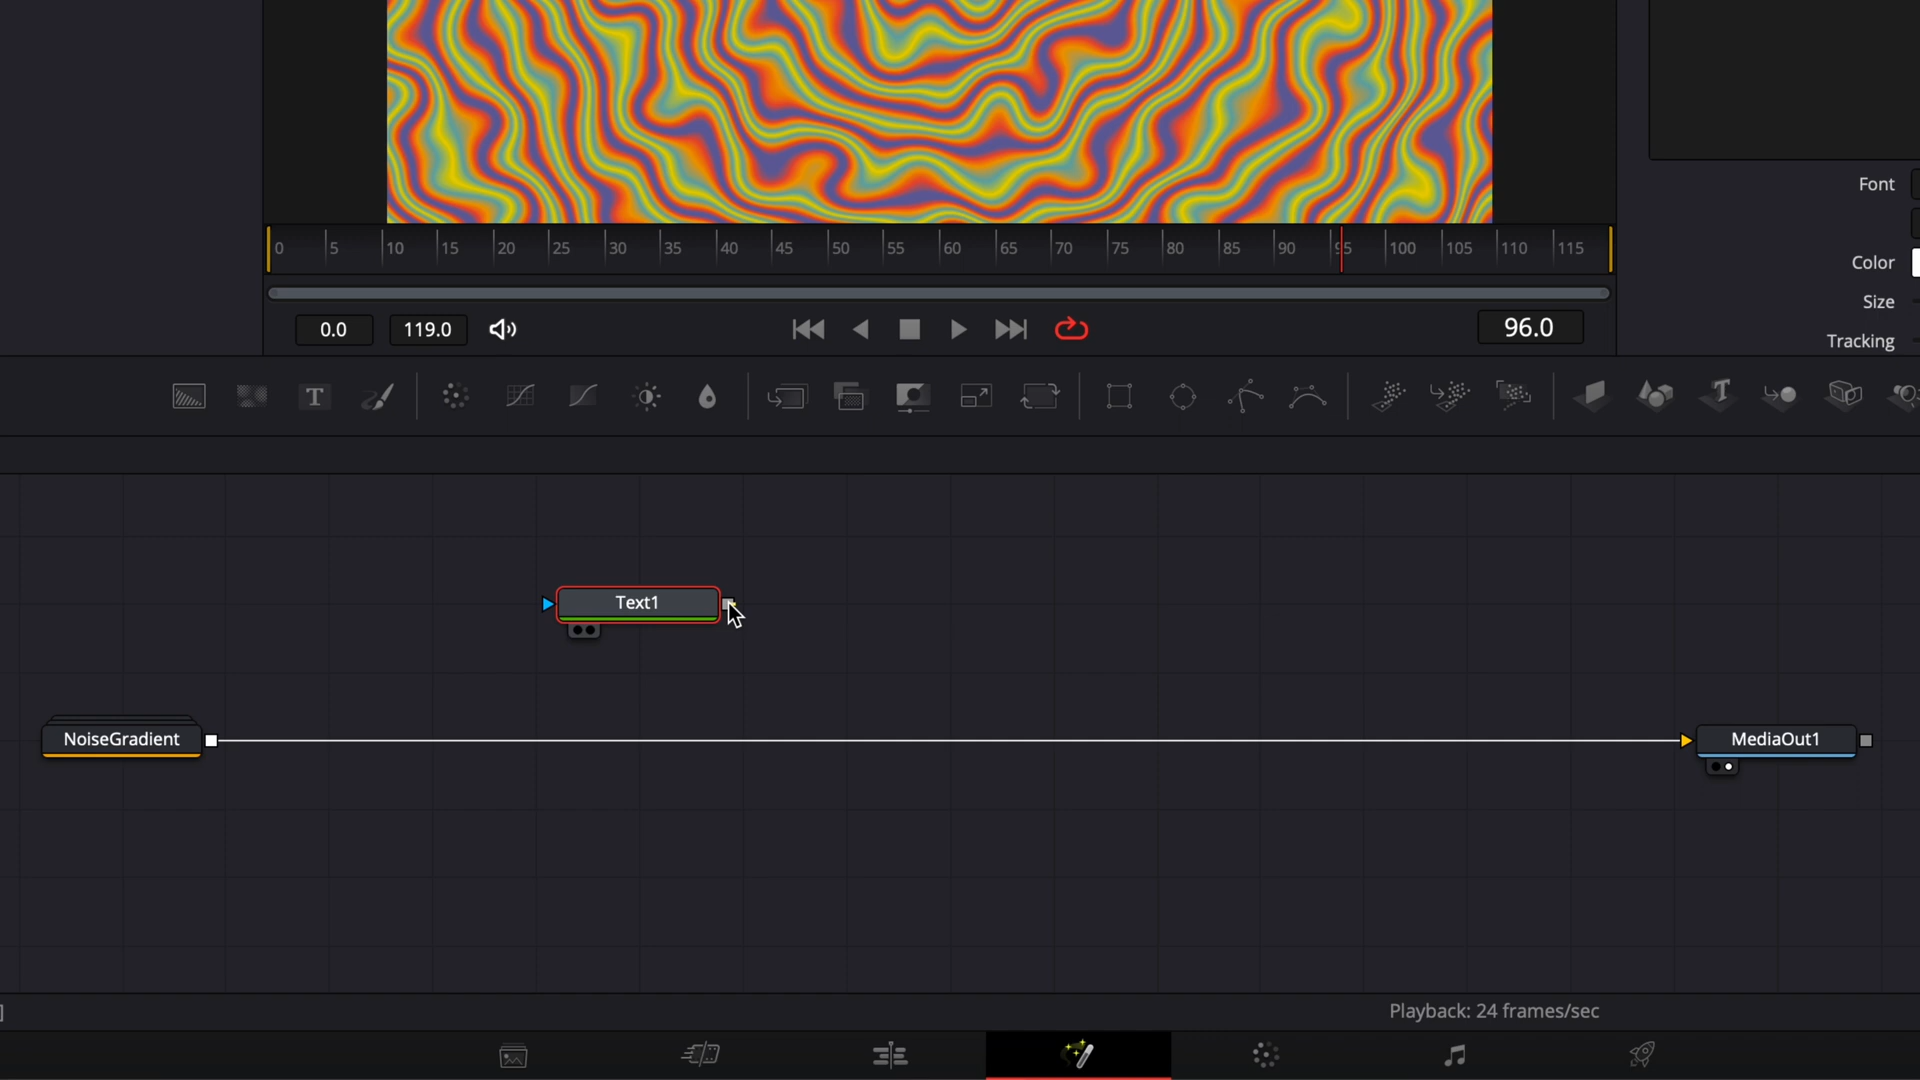 Font
0 5 10 15 20 25 30 35 40 45 50 55 60 65 70 75 80 85 90 95 100 105 110 115
Color
Size
0.0 119.0 96.0
Tracking
T T
Text1
NoiseGradient
MediaOut1
Playback: 24 frames/sec